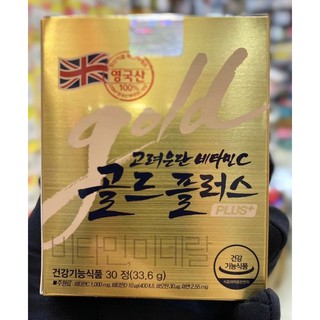 영국산
100%
gold
고려은단 비타민C
골드 플러스
PLUS+
비타민, 미네랄
건강기능식품 30 정(33.6 g)
건강
기능식품